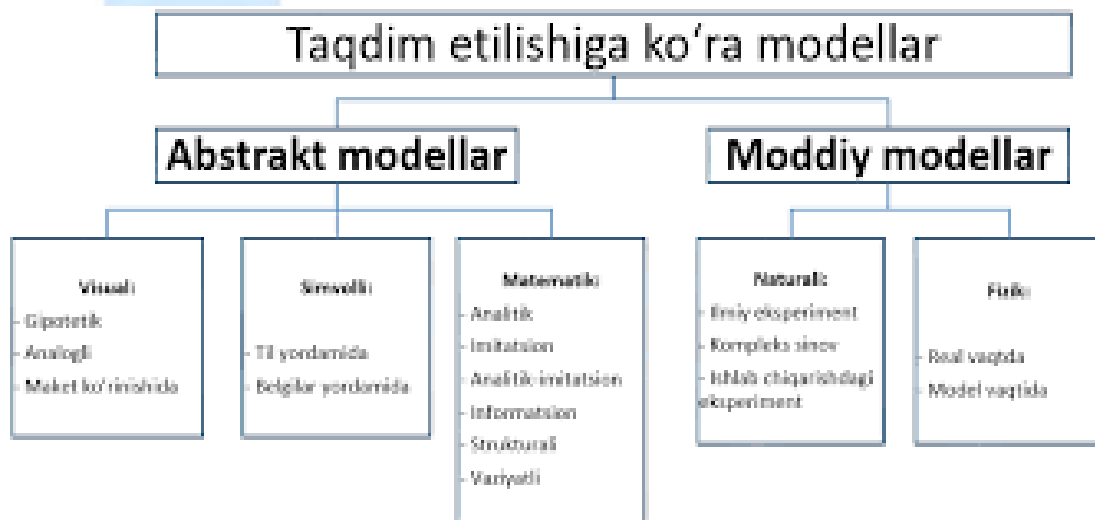 Taqdim etilishiga ko‘ra modellar
Abstrakt modellar
Moddiy modellar
Visual:
- Gipotetik
- Analogli
- Maket ko‘rinishida
Simvolli:
- Til yordamida
- Belgilar yordamida
Matematik:
- Analitik
- Imitatsion
- Analitik-imitatsion
- Informatsion
- Strukturali
- Vaziyatli
Naturali:
- Ilmiy eksperiment
- Kompleks sinov
- Ishlab chiqarishdagi
eksperiment
Fizik:
- Real vaqtda
- Model vaqtida